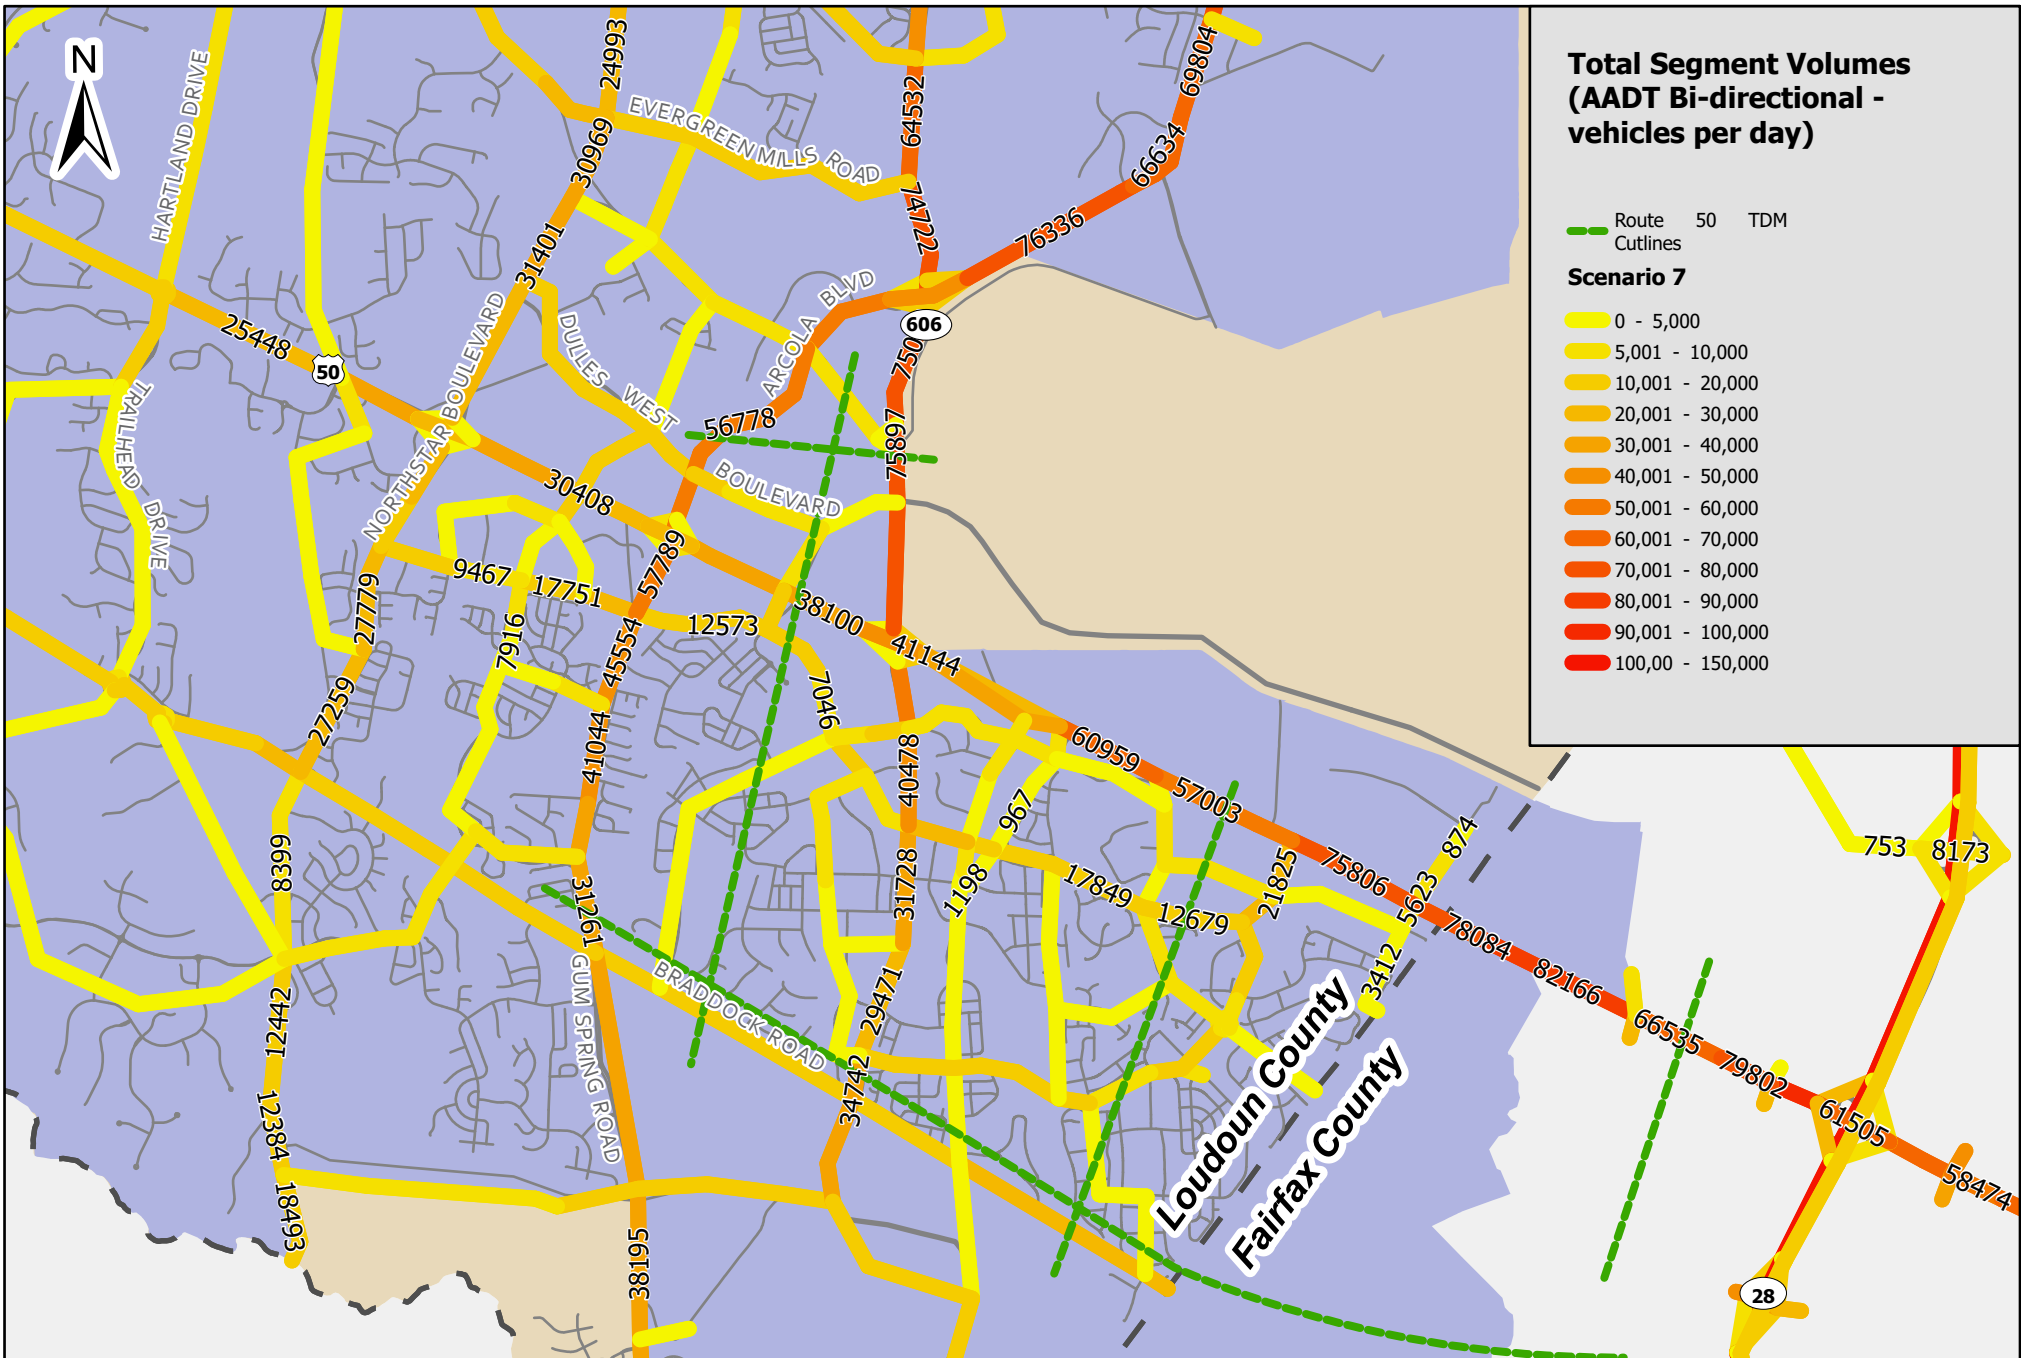 Total Segment Volumes
(AADT Bi-directional -
vehicles per day)
Route 50 TDM
Cutlines
Scenario 7
0 - 5,000
5,001 - 10,000
10,001 - 20,000
20,001 - 30,000
30,001 - 40,000
40,001 - 50,000
50,001 - 60,000
60,001 - 70,000
70,001 - 80,000
80,001 - 90,000
90,001 - 100,000
100,00 - 150,000
N
HARTLAND DRIVE
24993
EVERGREEN MILLS ROAD
30969
64532
69804
66634
74722
76336
31401
25448
50
ARCOLA BLVD
606
750
DULLES WEST BOULEVARD
NORTHSTAR BOULEVARD
TRAILHEAD DRIVE
56778
75897
30408
57789
9467
17751
27779
7916
45554
12573
38100
41144
7046
27259
41044
40478
60959
57003
967
874
753
8173
8399
31261
31728
1198
17849
12679
21825
75806
5623
78084
3412
82166
66535
79802
61505
58474
12442
GUM SPRING ROAD
BRADDOCK ROAD
29471
34742
12384
18493
38195
Loudoun County
Fairfax County
28